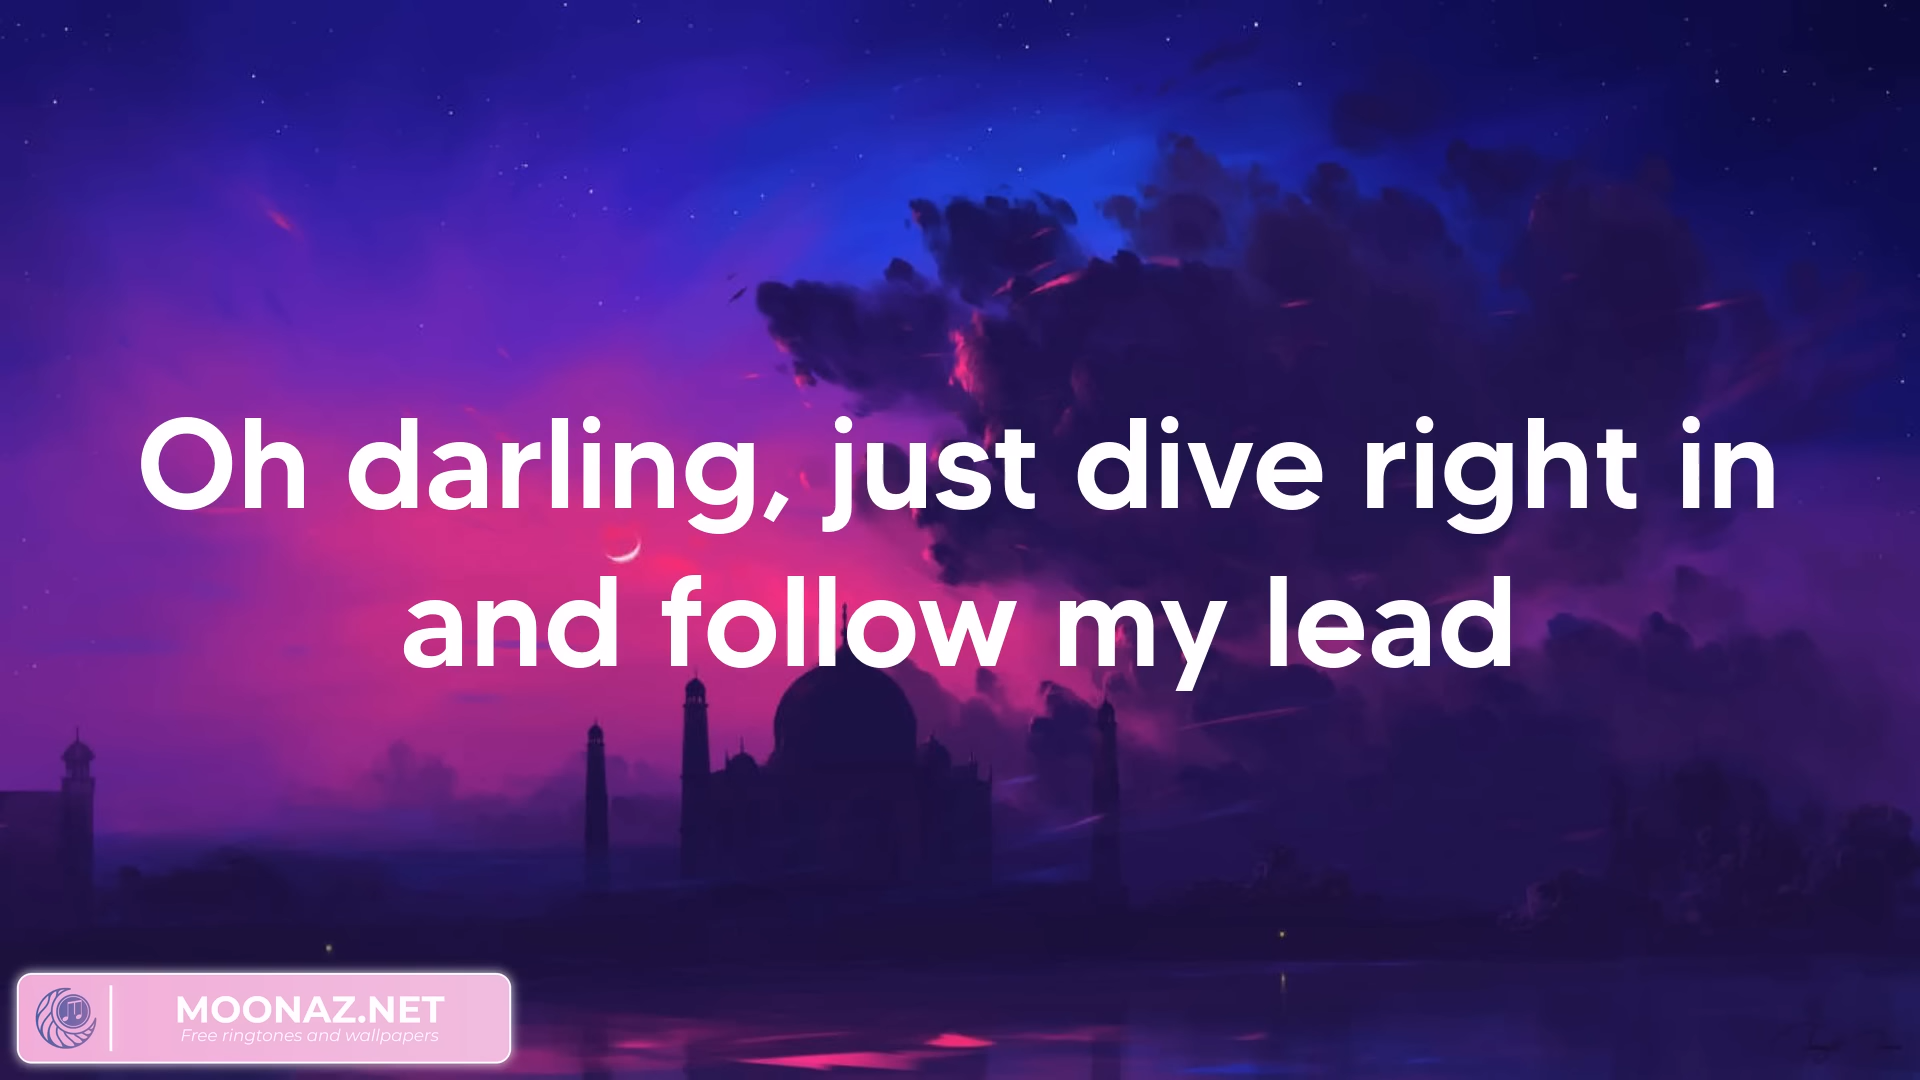 Oh darling, just dive right in
and follow my lead
MOONAZ.NET
Free ringtones and wallpapers